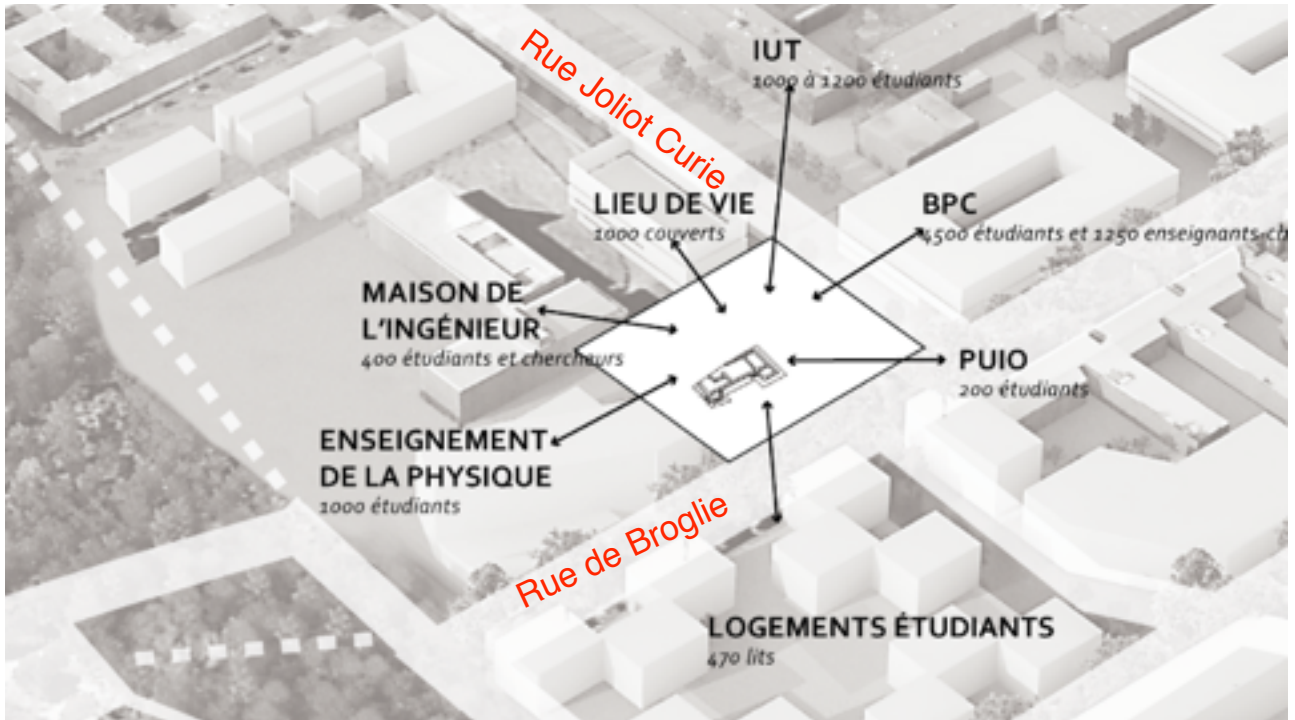 Rue Joliot Curie
IUT
1000 à 1200 étudiants
LIEU DE VIE
1000 couverts
BPC
4500 étudiants et 1250 enseignants-ch
MAISON DE
L'INGÉNIEUR
400 étudiants et chercheurs
PUIO
200 étudiants
ENSEIGNEMENT
DE LA PHYSIQUE
1000 étudiants
Rue de Broglie
LOGEMENTS ÉTUDIANTS
470 lits